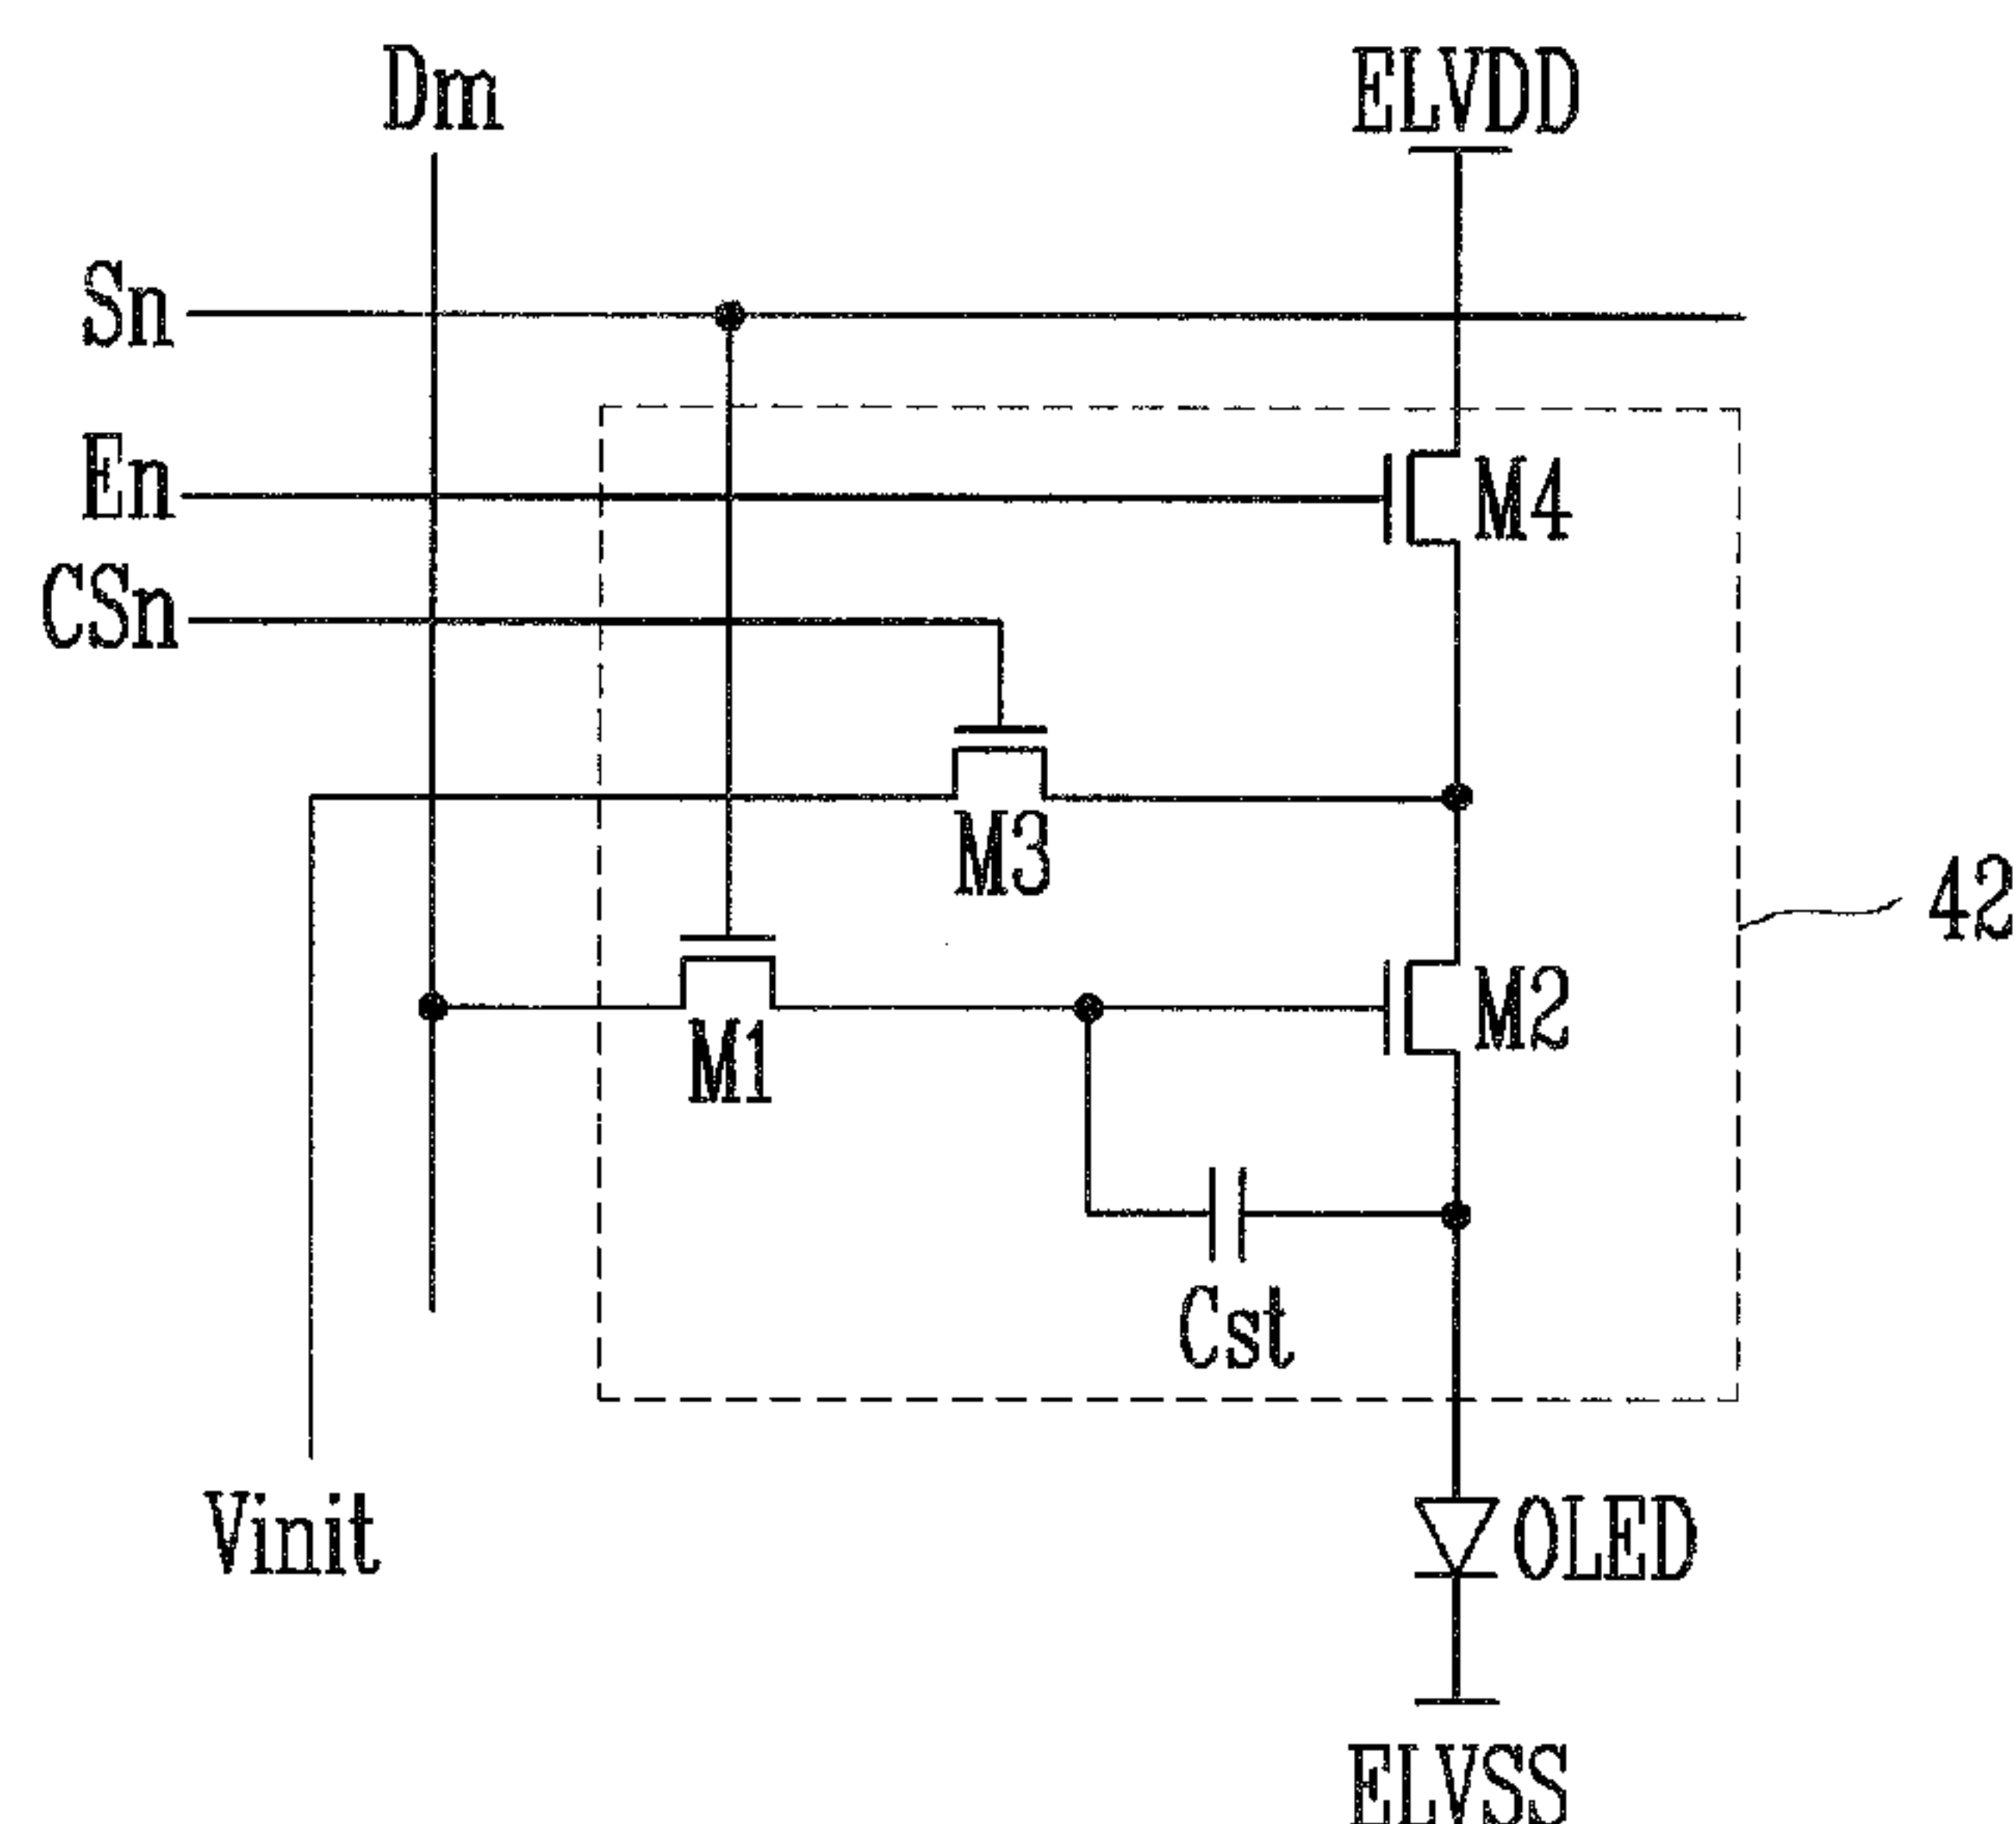 Dm
ELVDD
Sn
En
M4
CSn
M3
42
M2
M1
Cst
Vinit
OLED
ELVSS